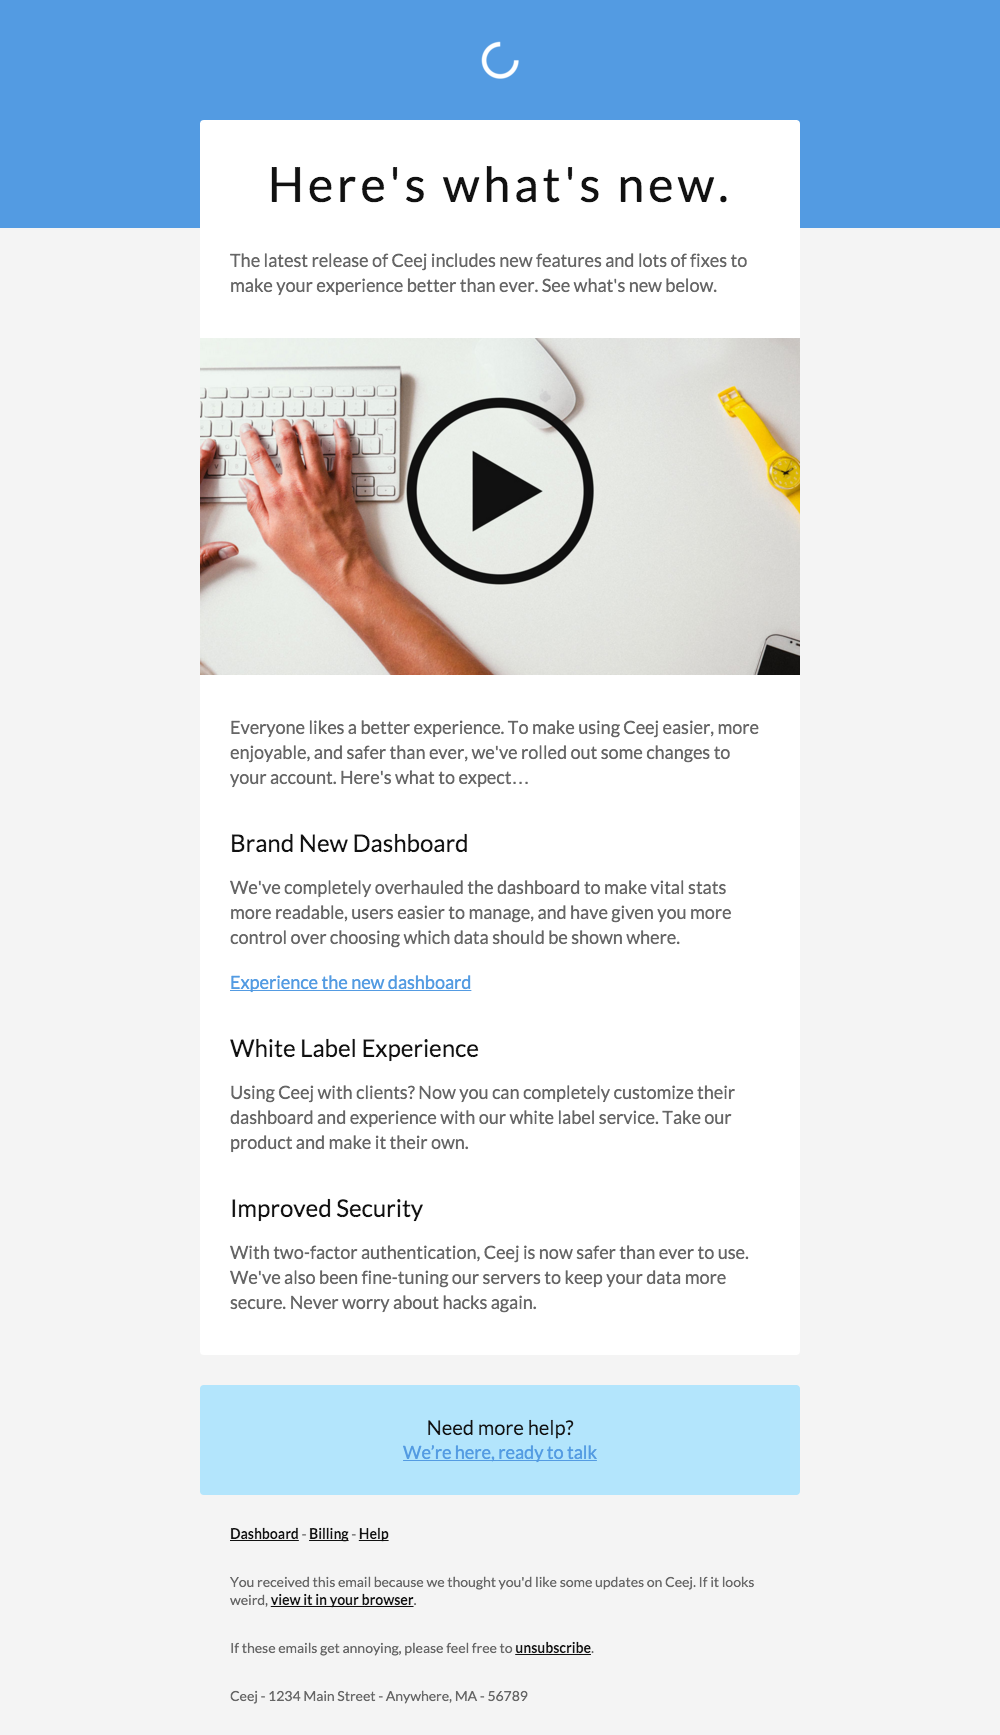 Here's what's new.
The latest release of Ceej includes new features and lots of fixes to
make your experience better than ever. See what's new below.
Everyone likes a better experience. To make using Ceej easier, more
enjoyable, and safer than ever, we've rolled out some changes to
your account. Here's what to expect…
Brand New Dashboard
We've completely overhauled the dashboard to make vital stats
more readable, users easier to manage, and have given you more
control over choosing which data should be shown where.
Experience the new dashboard
White Label Experience
Using Ceej with clients? Now you can completely customize their
dashboard and experience with our white label service. Take our
product and make it their own.
Improved Security
With two-factor authentication, Ceej is now safer than ever to use.
We've also been fine-tuning our servers to keep your data more
secure. Never worry about hacks again.
Need more help?
We’re here, ready to talk
Dashboard - Billing - Help
You received this email because we thought you'd like some updates on Ceej. If it looks
weird, view it in your browser.
If these emails get annoying, please feel free to unsubscribe.
Ceej - 1234 Main Street - Anywhere, MA - 56789